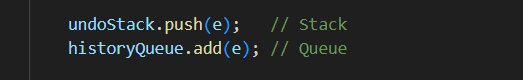 undoStack.push(e);   // Stack
historyQueue.add(e); // Queue